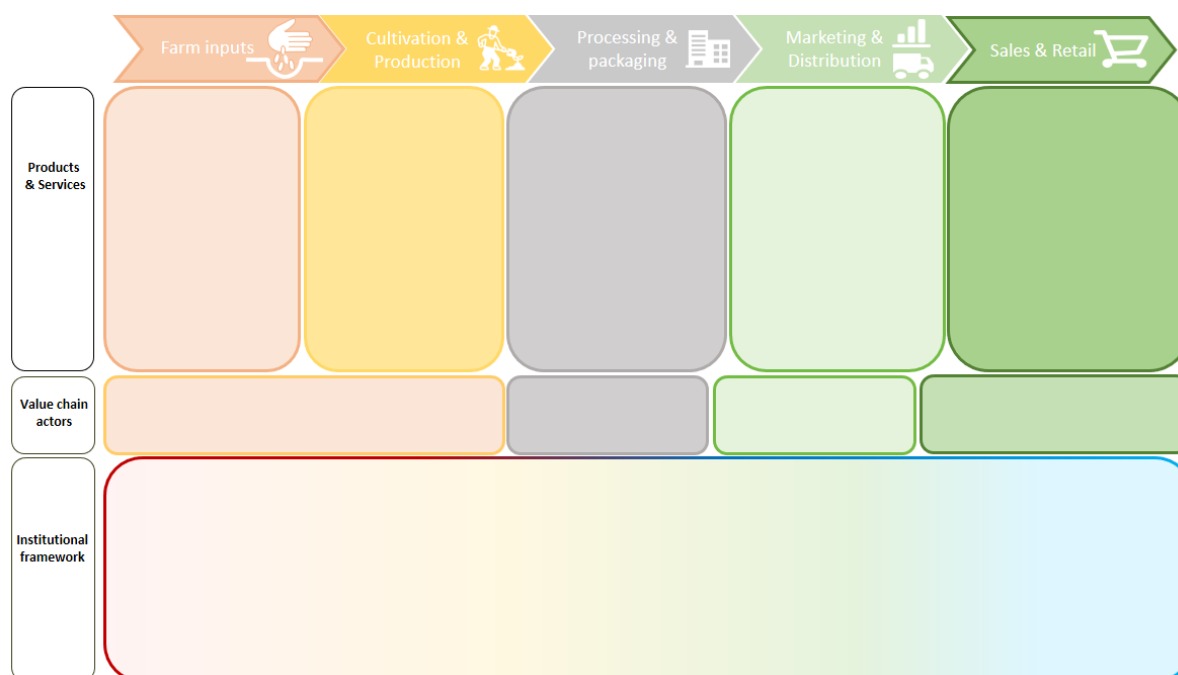 Farm inputs
Cultivation &
Production
Processing &
packaging
Marketing &
Distribution
Sales & Retail
Products
& Services
Value chain
actors
Institutional
framework